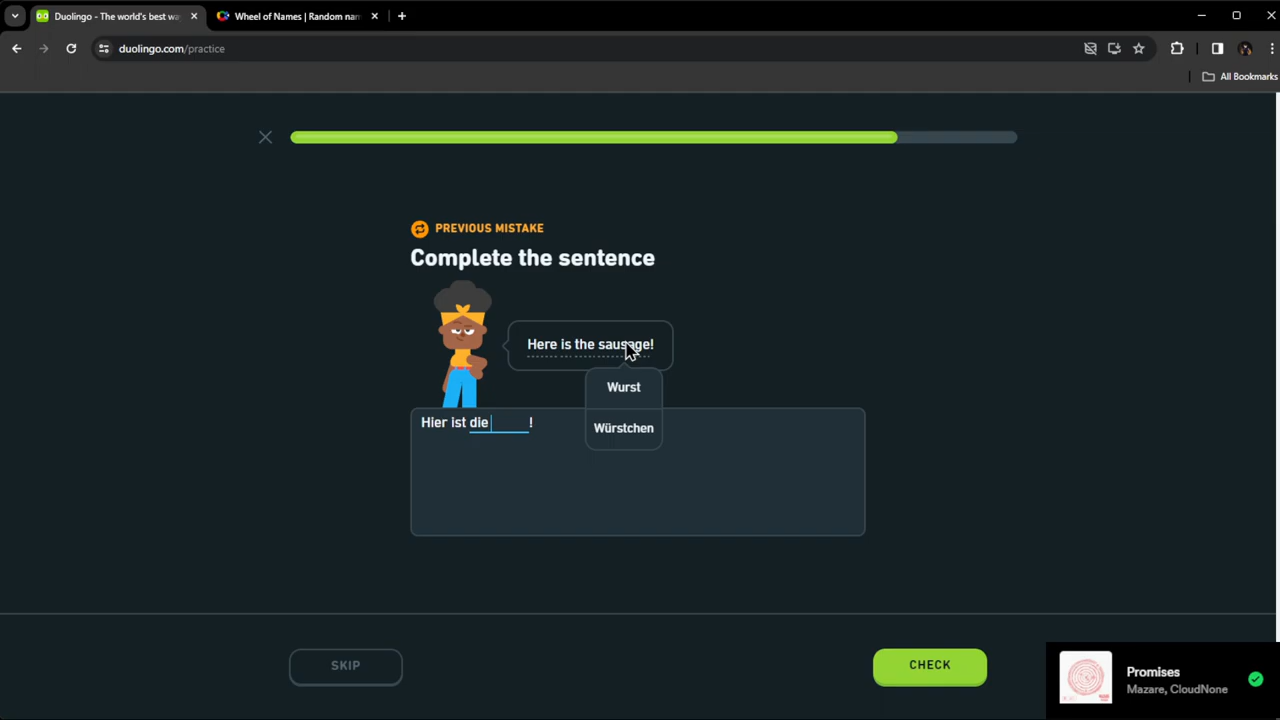 Duolingo - The world's best wa
Wheel of Names | Random nam
duolingo.com/practice
All Bookmarks
PREVIOUS MISTAKE
Complete the sentence
Here is the sausage!
Wurst
Würstchen
Hier ist die !
SKIP
CHECK
Promises
Mazare, CloudNone